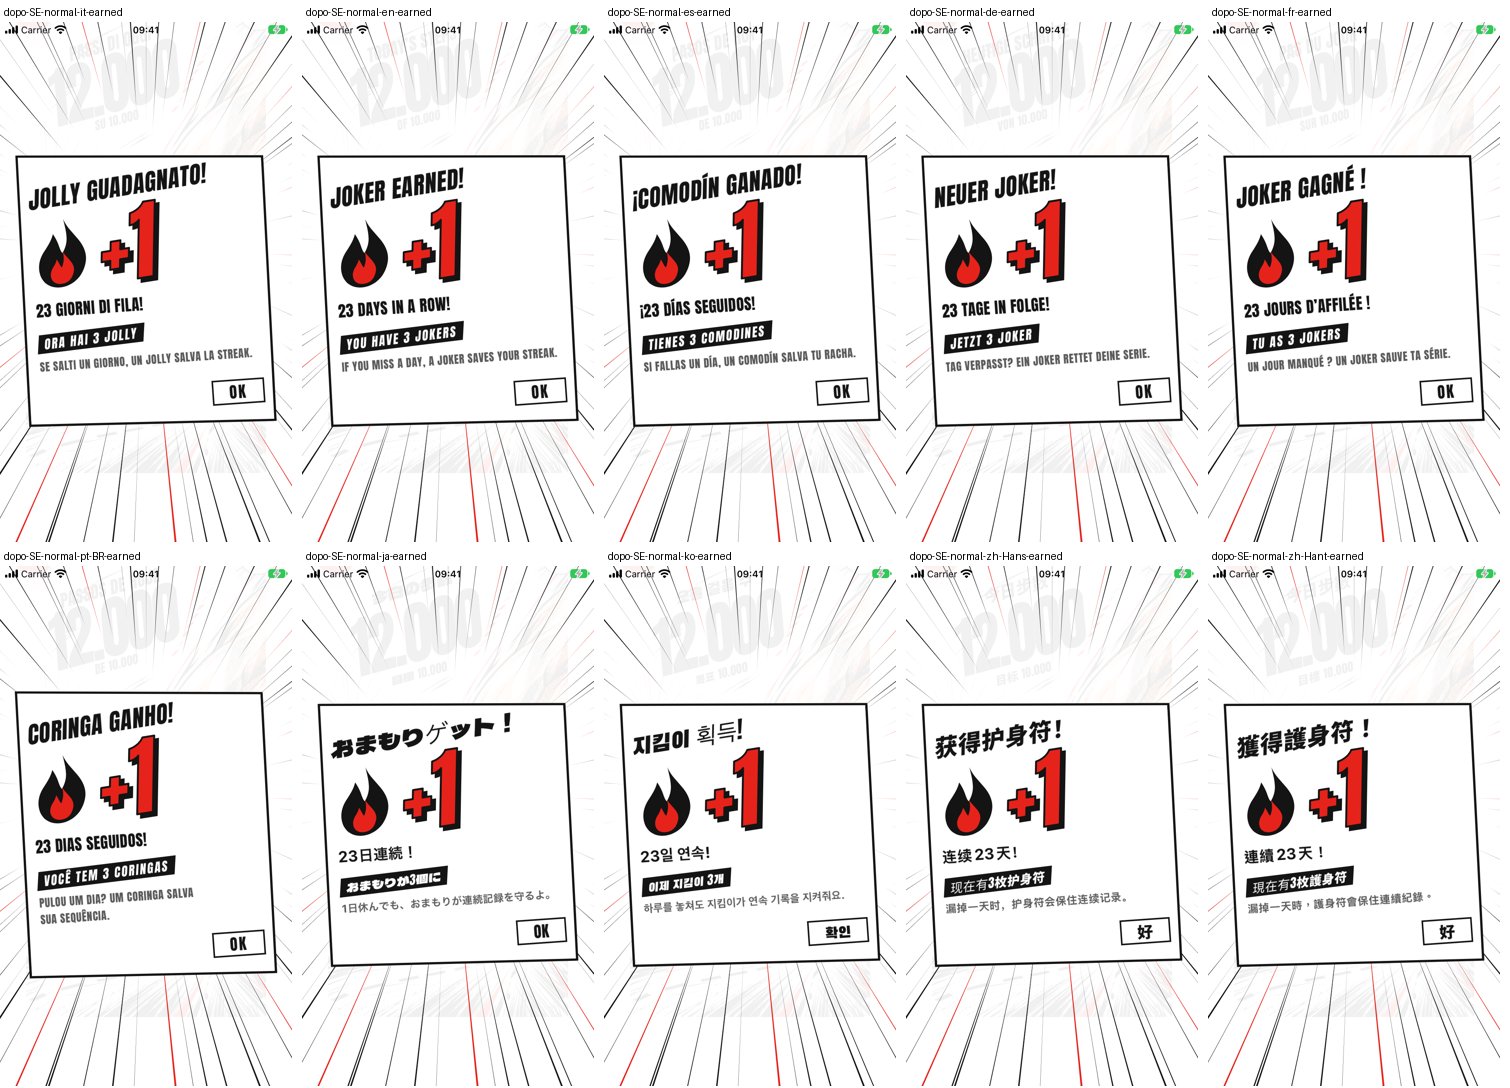 dopo-SE-normal-it-earned
Carrier 09:41
12.000
SU 10.000
JOLLY GUADAGNATO!
+1
23 GIORNI DI FILA!
ORA HAI 3 JOLLY
SE SALTI UN GIORNO, UN JOLLY SALVA LA STREAK.
OK
dopo-SE-normal-en-earned
Carrier 09:41
12.000
OF 10.000
JOKER EARNED!
+1
23 DAYS IN A ROW!
YOU HAVE 3 JOKERS
IF YOU MISS A DAY, A JOKER SAVES YOUR STREAK.
OK
dopo-SE-normal-es-earned
Carrier 09:41
12.000
DE 10.000
¡COMODÍN GANADO!
+1
¡23 DÍAS SEGUIDOS!
TIENES 3 COMODINES
SI FALLAS UN DÍA, UN COMODÍN SALVA TU RACHA.
OK
dopo-SE-normal-de-earned
Carrier 09:41
12.000
VON 10.000
NEUER JOKER!
+1
23 TAGE IN FOLGE!
JETZT 3 JOKER
TAG VERPASST? EIN JOKER RETTET DEINE SERIE.
OK
dopo-SE-normal-fr-earned
Carrier 09:41
12.000
SUR 10.000
JOKER GAGNÉ !
+1
23 JOURS D'AFFILÉE !
TU AS 3 JOKERS
UN JOUR MANQUÉ ? UN JOKER SAUVE TA SÉRIE.
OK
dopo-SE-normal-pt-BR-earned
Carrier 09:41
12.000
DE 10.000
CORINGA GANHO!
+1
23 DIAS SEGUIDOS!
VOCÊ TEM 3 CORINGAS
PULOU UM DIA? UM CORINGA SALVA
SUA SEQUÊNCIA.
OK
dopo-SE-normal-ja-earned
Carrier 09:41
12.000
目標 10.000
おまもりゲット！
+1
23日連続！
おまもりが3個に
1日休んでも、おまもりが連続記録を守るよ。
OK
dopo-SE-normal-ko-earned
Carrier 09:41
12.000
목표 10.000
지킴이 획득!
+1
23일 연속!
이제 지킴이 3개
하루를 놓쳐도 지킴이가 연속 기록을 지켜줘요.
확인
dopo-SE-normal-zh-Hans-earned
Carrier 09:41
12.000
目标 10.000
获得护身符！
+1
连续 23 天！
现在有3枚护身符
漏掉一天时，护身符会保住连续记录。
好
dopo-SE-normal-zh-Hant-earned
Carrier 09:41
12.000
目標 10.000
獲得護身符！
+1
連續 23 天！
現在有3枚護身符
漏掉一天時，護身符會保住連續紀錄。
好